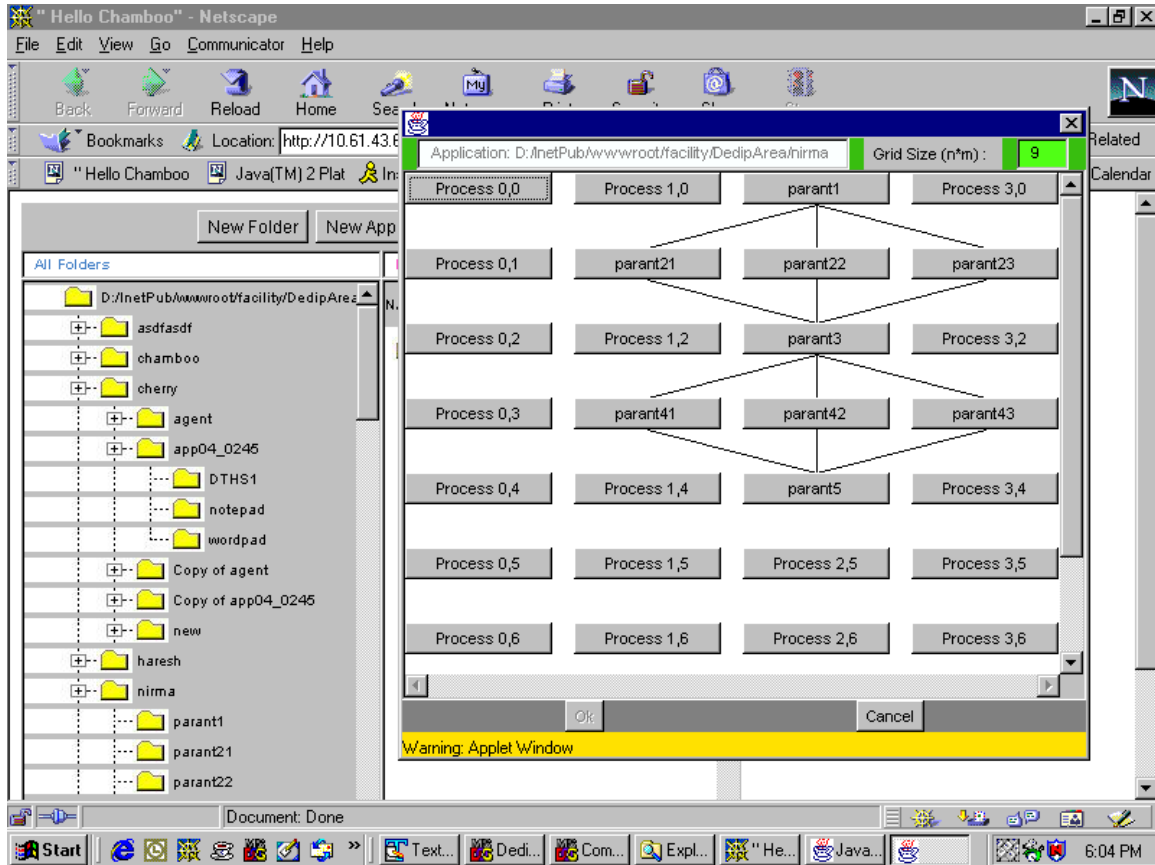 " Hello Chamboo" - Netscape
File Edit View Go Communicator Help
Back Forward Reload Home
My
N
Bookmarks Location: http://10.61.43.6
Related
" Hello Chamboo Java(TM) 2 Plat In
Calendar
New Folder New App
All Folders
D:/InetPub/wwwroot/facility/DedipArea
asdfasdf
chamboo
cherry
agent
app04_0245
DTHS1
notepad
wordpad
Copy of agent
Copy of app04_0245
new
haresh
nirma
parant1
parant21
parant22
Application: D:/InetPub/wwwroot/facility/DedipArea/nirma Grid Size (n*m) : 9
Process 0,0 Process 1,0 parant1 Process 3,0
Process 0,1 parant21 parant22 parant23
Process 0,2 Process 1,2 parant3 Process 3,2
Process 0,3 parant41 parant42 parant43
Process 0,4 Process 1,4 parant5 Process 3,4
Process 0,5 Process 1,5 Process 2,5 Process 3,5
Process 0,6 Process 1,6 Process 2,6 Process 3,6
Ok Cancel
Warning: Applet Window
Document: Done
Start » Text... Dedi... Com... Expl... " He... Java... 6:04 PM